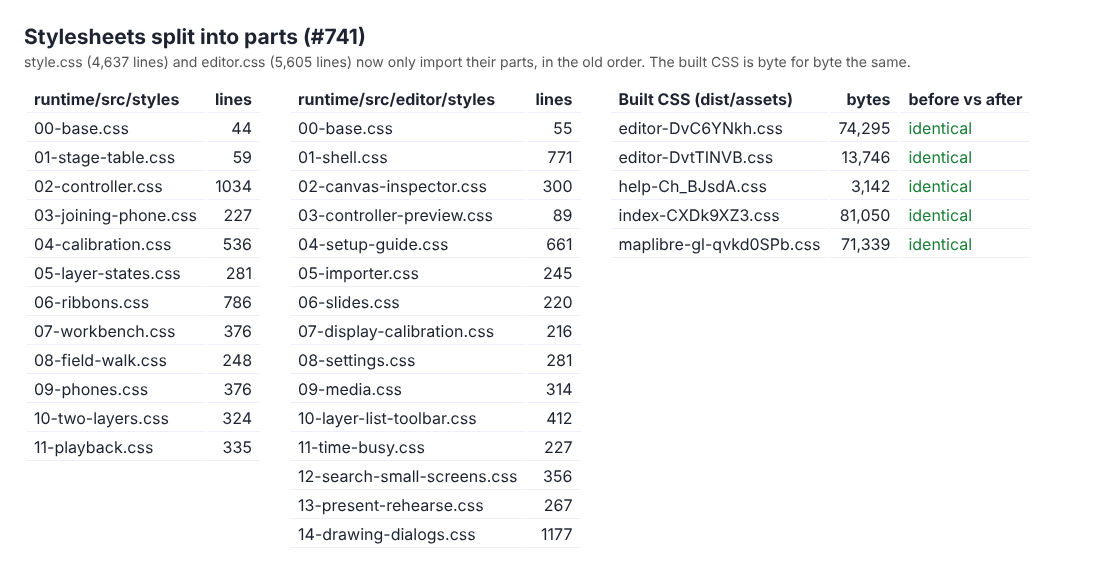 Stylesheets split into parts (#741)
style.css (4,637 lines) and editor.css (5,605 lines) now only import their parts, in the old order. The built CSS is byte for byte the same.
runtime/src/styles lines
00-base.css 44
01-stage-table.css 59
02-controller.css 1034
03-joining-phone.css 227
04-calibration.css 536
05-layer-states.css 281
06-ribbons.css 786
07-workbench.css 376
08-field-walk.css 248
09-phones.css 376
10-two-layers.css 324
11-playback.css 335
runtime/src/editor/styles lines
00-base.css 55
01-shell.css 771
02-canvas-inspector.css 300
03-controller-preview.css 89
04-setup-guide.css 661
05-importer.css 245
06-slides.css 220
07-display-calibration.css 216
08-settings.css 281
09-media.css 314
10-layer-list-toolbar.css 412
11-time-busy.css 227
12-search-small-screens.css 356
13-present-rehearse.css 267
14-drawing-dialogs.css 1177
Built CSS (dist/assets) bytes before vs after
editor-DvC6YNkh.css 74,295 identical
editor-DvtTINVB.css 13,746 identical
help-Ch_BJsdA.css 3,142 identical
index-CXDk9XZ3.css 81,050 identical
maplibre-gl-qvkd0SPb.css 71,339 identical